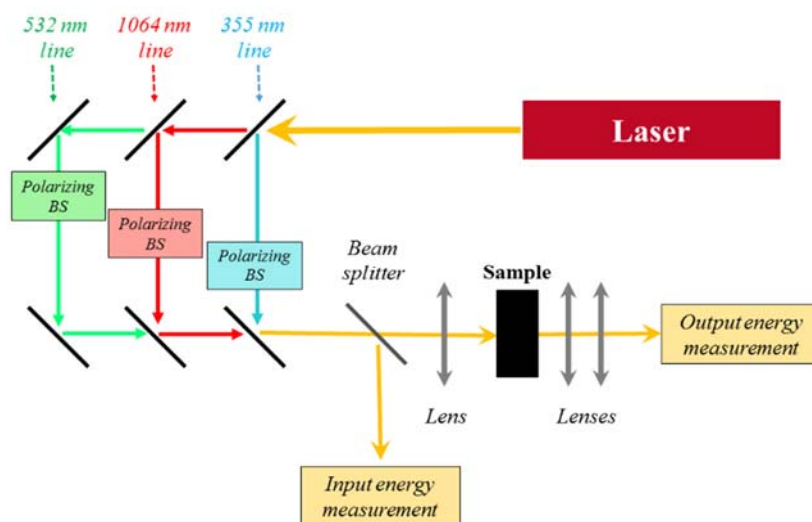 532 nm
line
1064 nm
line
355 nm
line
Laser
Polarizing
BS
Polarizing
BS
Polarizing
BS
Beam
splitter
Sample
Output energy
measurement
Lens
Lenses
Input energy
measurement